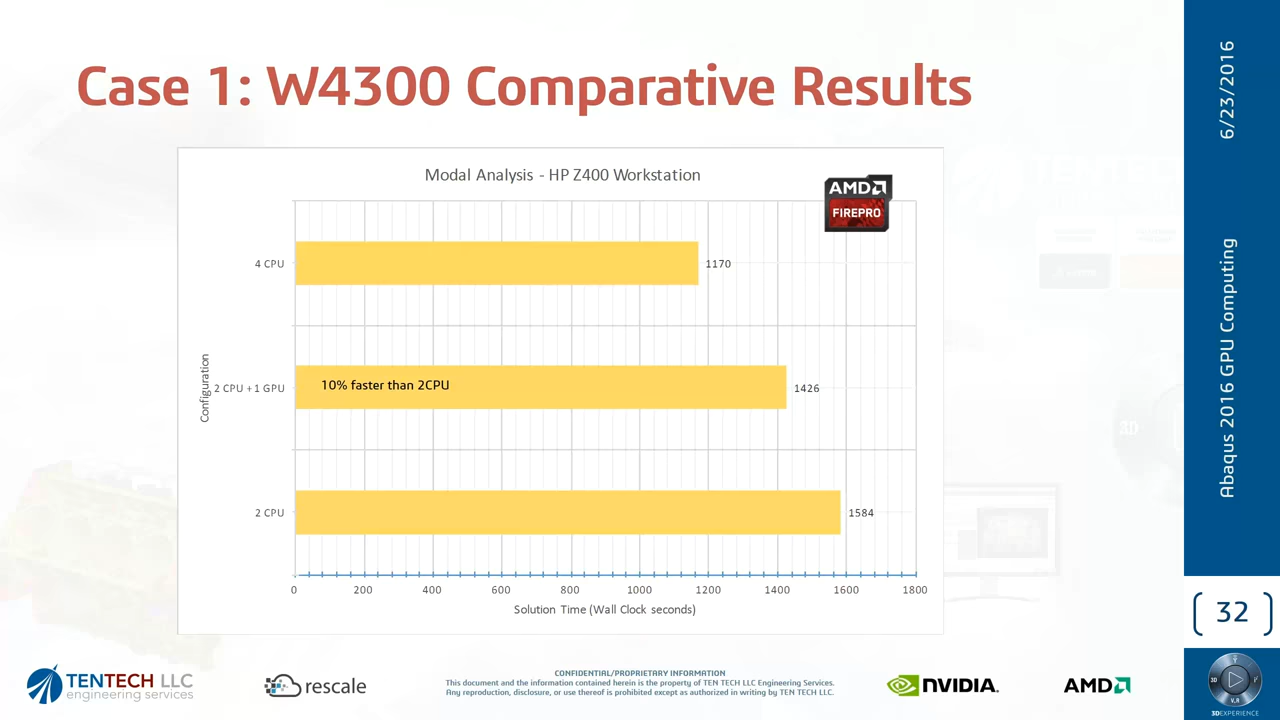 Case 1: W4300 Comparative Results
Modal Analysis - HP Z400 Workstation
AMD
FIREPRO
4 CPU
1170
Configuration
2 CPU + 1 GPU
10% faster than 2CPU
1426
2 CPU
1584
0 200 400 600 800 1000 1200 1400 1600 1800
Solution Time (Wall Clock seconds)
6/23/2016
Abaqus 2016 GPU Computing
32
TENTECH LLC
engineering services
rescale
CONFIDENTIAL/PROPRIETARY INFORMATION
This document and the information contained herein is the property of TEN TECH LLC Engineering Services.
Any reproduction, disclosure, or use thereof is prohibited except as authorized in writing by TEN TECH LLC.
NVIDIA.
AMD
3D
V,R
3DEXPERIENCE
TENTECH
3D